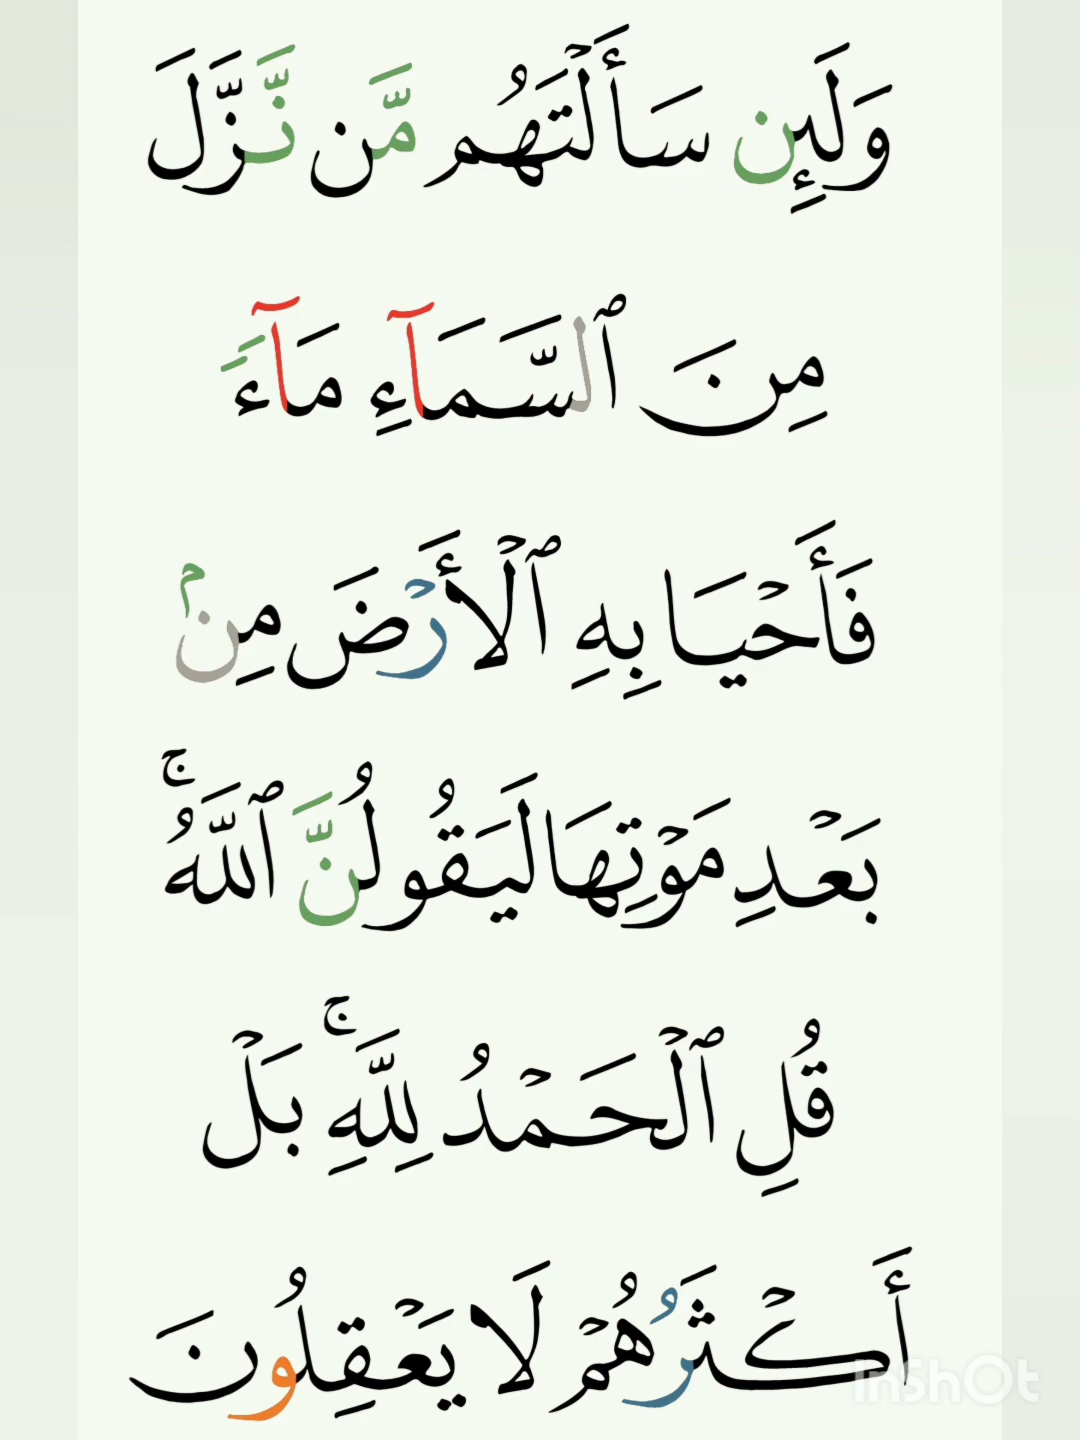 وَلَئِن سَأَلۡتَهُم مَّن نَّزَّلَ
مِنَ ٱلسَّمَآءِ مَآءٗ
فَأَحۡيَا بِهِ ٱلۡأَرۡضَ مِنۢ
بَعۡدِ مَوۡتِهَا لَيَقُولُنَّ ٱللَّهُۚ
قُلِ ٱلۡحَمۡدُ لِلَّهِۚ بَلۡ
أَكۡثَرُهُمۡ لَا يَعۡقِلُونَ
InShOt